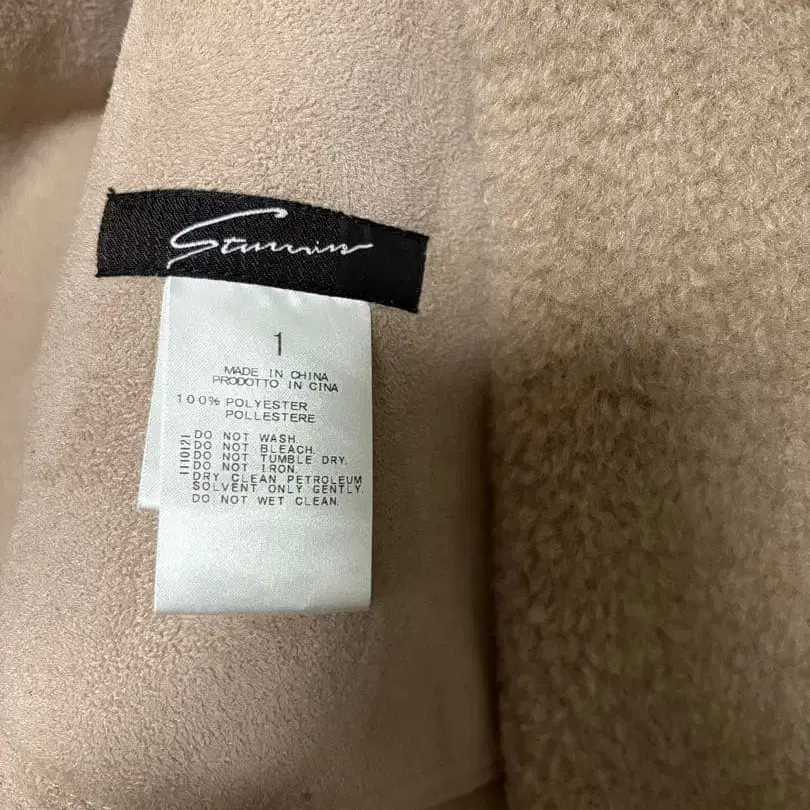 1
MADE IN CHINA
PRODOTTO IN CINA
100% POLYESTER
POLLESTERE
DO NOT WASH.
DO NOT BLEACH.
DO NOT TUMBLE DRY.
DO NOT IRON.
DRY CLEAN PETROLEUM
SOLVENT ONLY GENTLY.
DO NOT WET CLEAN.
1110121